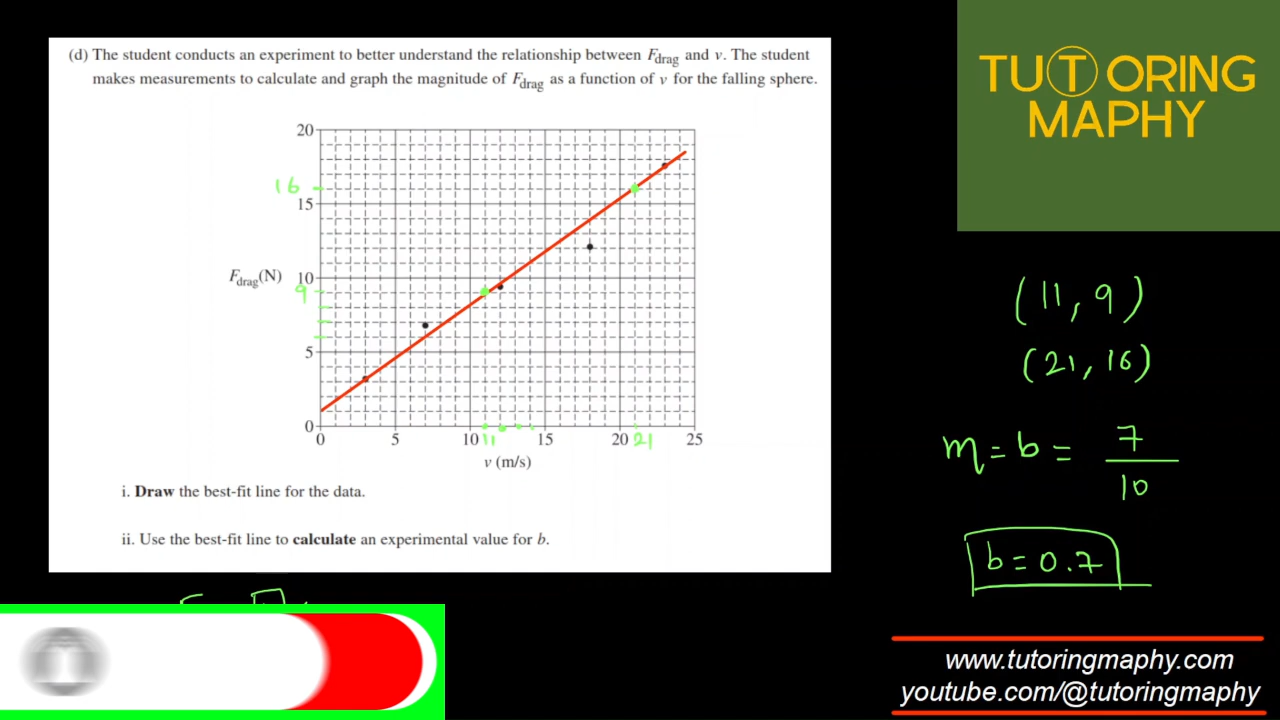 (d) The student conducts an experiment to better understand the relationship between Fdrag and v. The student
makes measurements to calculate and graph the magnitude of Fdrag as a function of v for the falling sphere.
20
16
15
Fdrag(N)
10
9
5
0
0
5
10
11
15
20
21
25
v (m/s)
i. Draw the best-fit line for the data.
ii. Use the best-fit line to calculate an experimental value for b.
TUTORING
MAPHY
(11, 9)
(21, 16)
m = b = 7/10
b = 0.7
www.tutoringmaphy.com
youtube.com/@tutoringmaphy